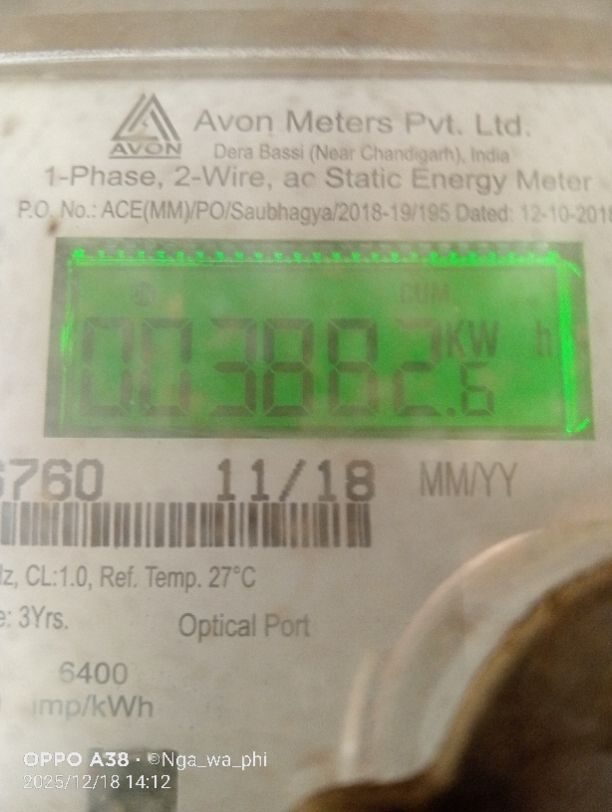 AVON
Avon Meters Pvt. Ltd.
Dera Bassi (Near Chandigarh), India
1-Phase, 2-Wire, ac Static Energy Meter
P.O. No.: ACE(MM)/PO/Saubhagya/2018-19/195 Dated: 12-10-2018
CUM
003882.6 KW h
6760 11/18 MM/YY
Hz, CL:1.0, Ref. Temp. 27°C
e: 3Yrs.
Optical Port
6400
imp/kWh
OPPO A38 · ©Nga_wa_phi
2025/12/18 14:12